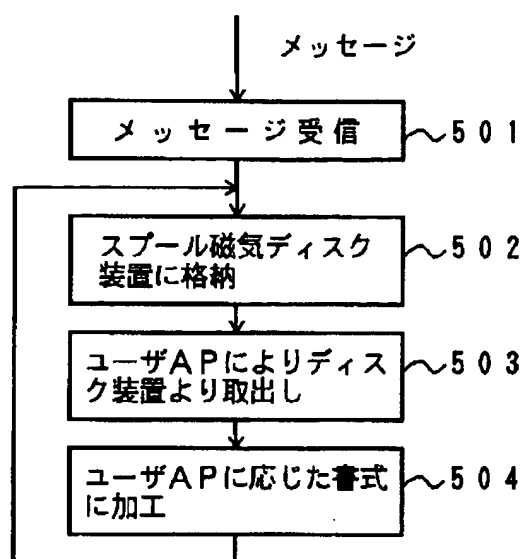 メッセージ
メッセージ受信
501
スプール磁気ディスク
装置に格納
502
ユーザAPによりディス
ク装置より取出し
503
ユーザAPに応じた書式
に加工
504